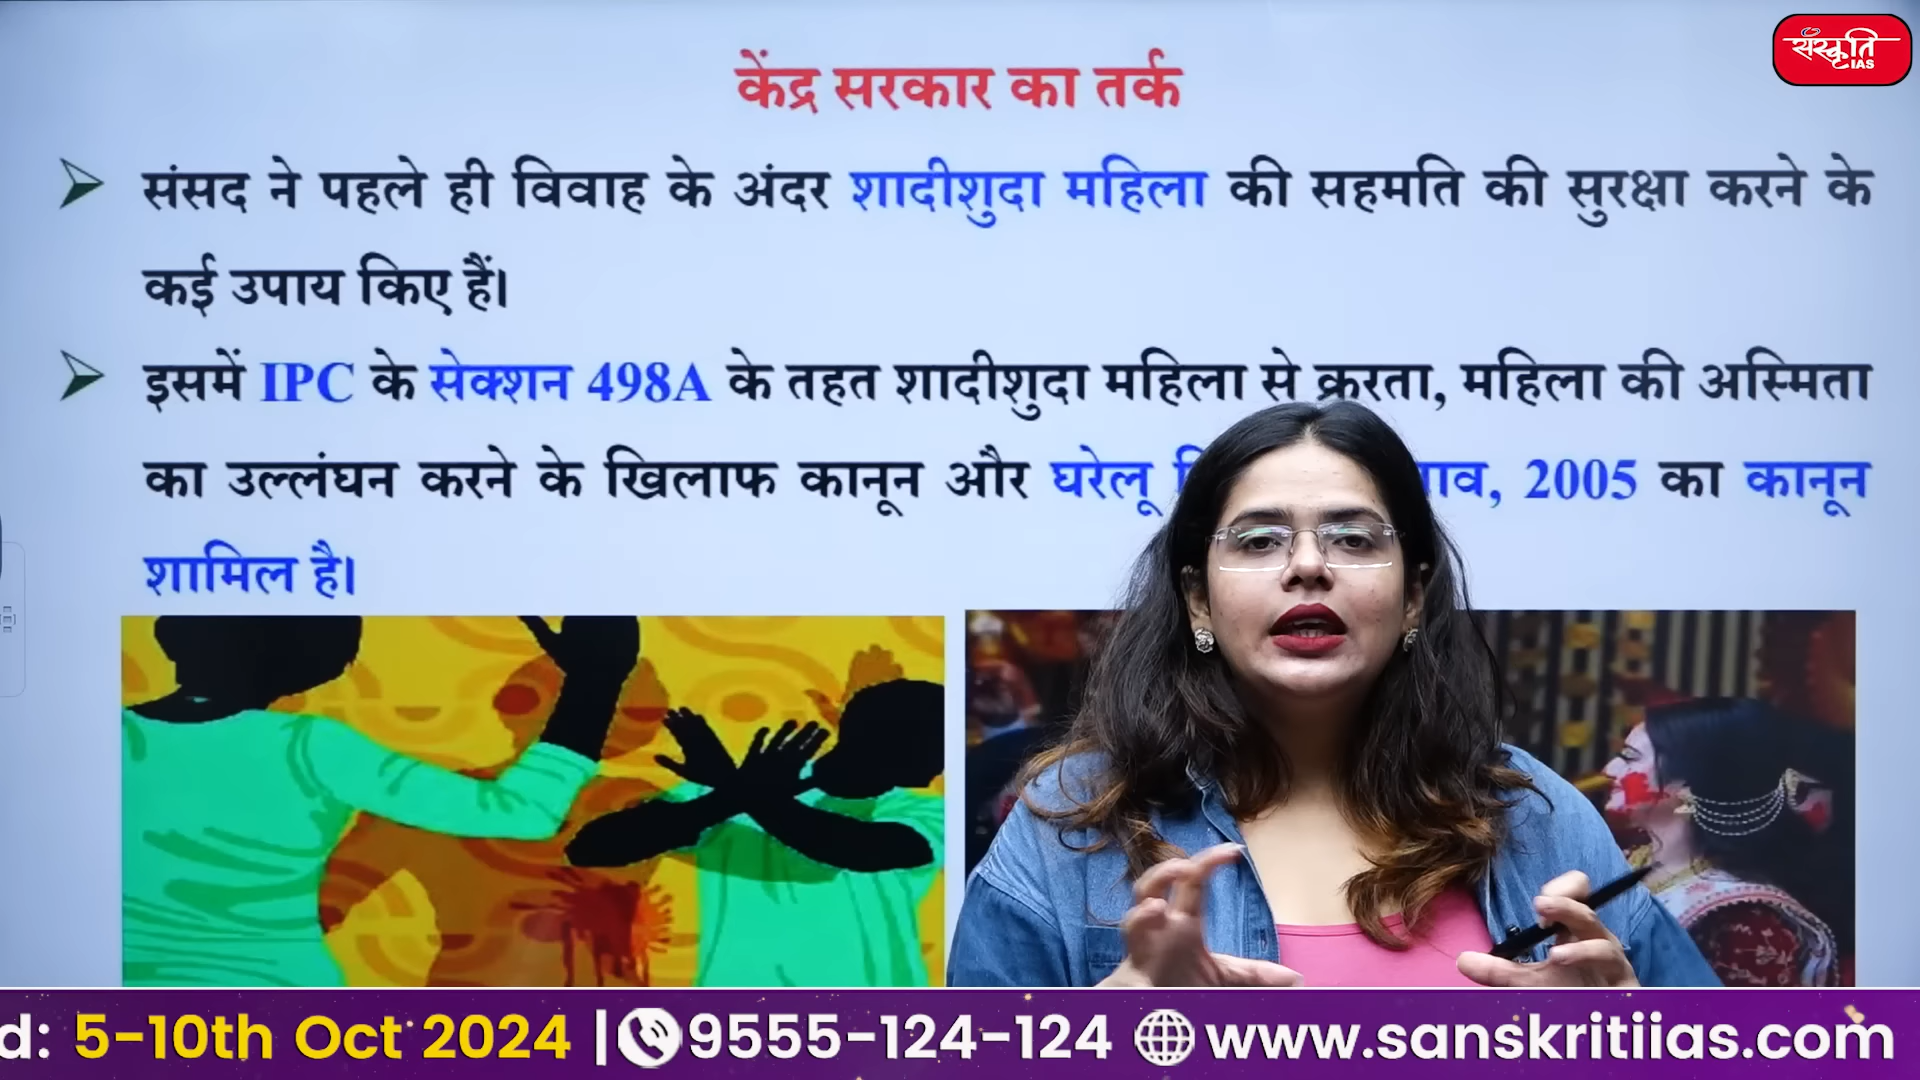 संस्कृति
IAS
केंद्र सरकार का तर्क
संसद ने पहले ही विवाह के अंदर शादीशुदा महिला की सहमति की सुरक्षा करने के
कई उपाय किए हैं।
इसमें IPC के सेक्शन 498A के तहत शादीशुदा महिला से क्रूरता, महिला की अस्मिता
का उल्लंघन करने के खिलाफ कानून और घरेलू 2005 का कानून
शामिल है।
d: 5-10th Oct 2024 | 9555-124-124 www.sanskritiias.com